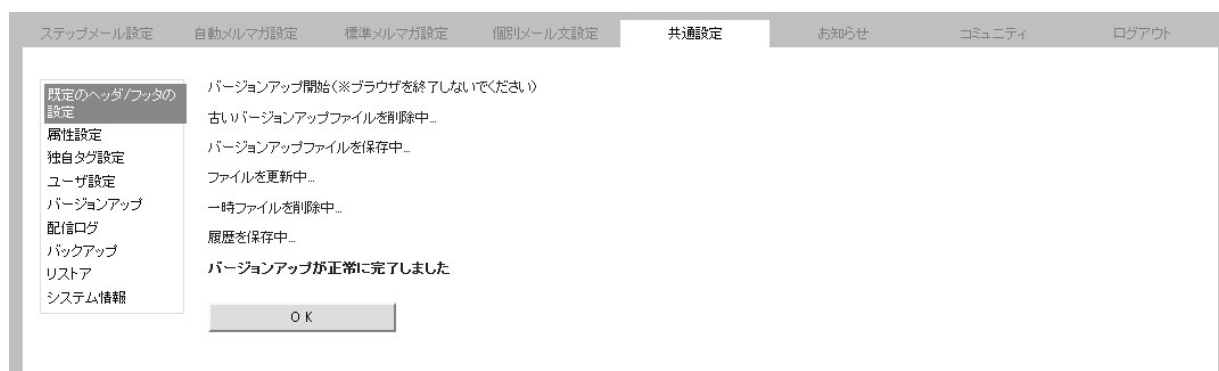 ステップメール設定 自動メルマガ設定 標準メルマガ設定 個別メール文設定 共通設定 お知らせ コミュニティ ログアウト
既定のヘッダ/フッタの
設定
属性設定
独自タグ設定
ユーザ設定
バージョンアップ
配信ログ
バックアップ
リストア
システム情報
バージョンアップ開始(※ブラウザを終了しないでください)
古いバージョンアップファイルを削除中...
バージョンアップファイルを保存中...
ファイルを更新中...
一時ファイルを削除中...
履歴を保存中...
バージョンアップが正常に完了しました
OK